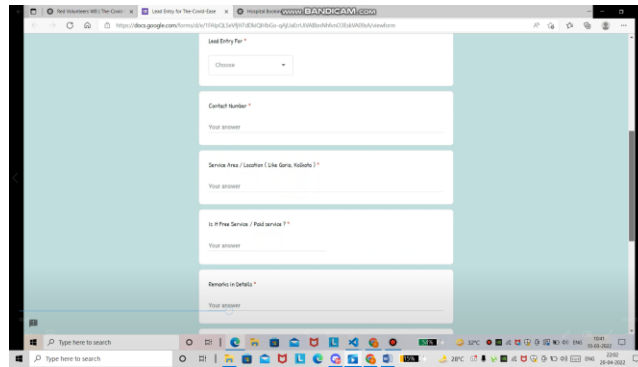 Red Volunteers WB | The Covid-
Lead Entry for The Covid-Ease
Hospital Bookin
WWW.BANDICAM.COM
Lead Entry For *
Choose
Contact Number *
Your answer
Service Area / Location ( Like Garia, Kolkata ) *
Your answer
Is it Free Service / Paid service ? *
Your answer
Remarks in Details *
Your answer
Type here to search
32°C
ENG
10:41
Type here to search
15%
28°C
ENG
22:02
26-04-2022